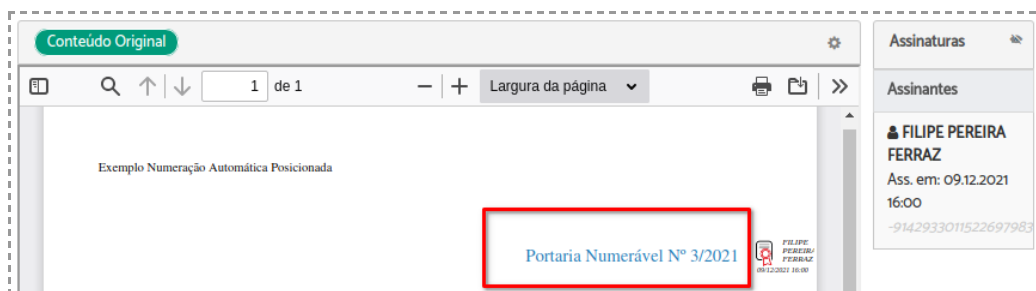 Conteúdo Original
1 de 1
Largura da página
Exemplo Numeração Automática Posicionada
Portaria Numerável Nº 3/2021
FILIPE
PEREIRA
FERRAZ
09/12/2021 16:00
Assinaturas
Assinantes
FILIPE PEREIRA
FERRAZ
Ass. em: 09.12.2021
16:00
-9142933011522697983